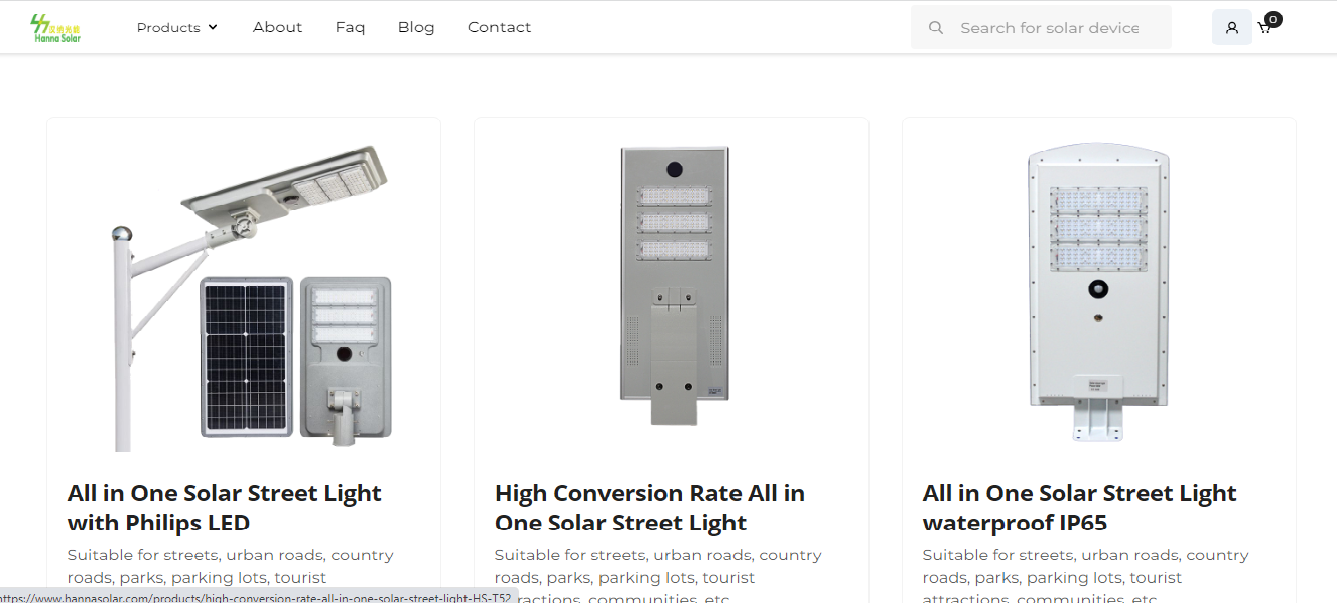 汉纳光能
Hanna Solar
Products
About
Faq
Blog
Contact
Search for solar device
0
All in One Solar Street Light
with Philips LED
Suitable for streets, urban roads, country
roads, parks, parking lots, tourist
High Conversion Rate All in
One Solar Street Light
Suitable for streets, urban roads, country
roads, parks, parking lots, tourist
ractions, communities, etc
All in One Solar Street Light
waterproof IP65
Suitable for streets, urban roads, country
roads, parks, parking lots, tourist
attractions, communities, etc
https://www.hannasolar.com/products/high-conversion-rate-all-in-one-solar-street-light-HS-T52